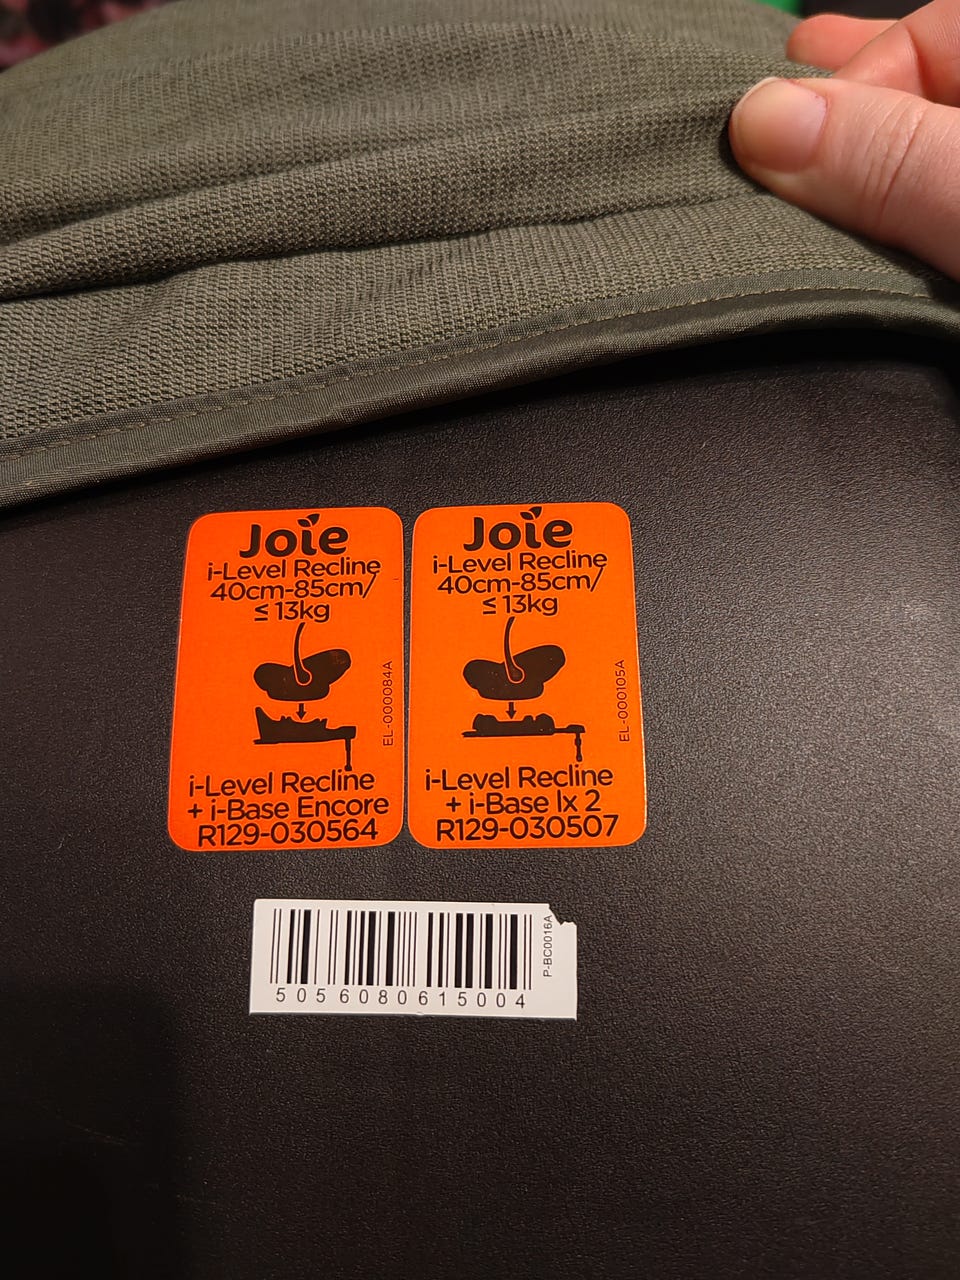 Joie
i-Level Recline
40cm-85cm/
≤ 13kg
EL-000084A
i-Level Recline
+ i-Base Encore
R129-030564
Joie
i-Level Recline
40cm-85cm/
≤ 13kg
EL-000105A
i-Level Recline
+ i-Base lx 2
R129-030507
P-BC0016A
5056080615004